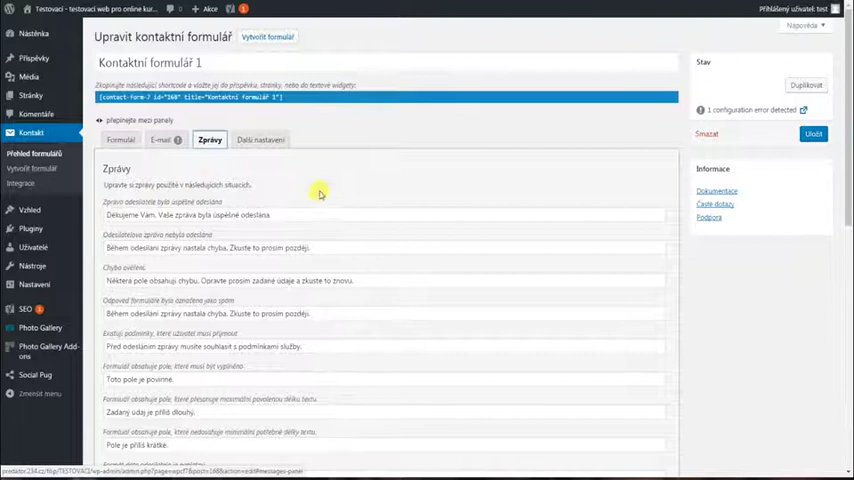 Testovací – testovací web pro online kur...
0
Akce
1
Přihlášený uživatel: test
Nápověda
Nástěnka
Příspěvky
Média
Stránky
Komentáře
Kontakt
Přehled formulářů
Vytvořit formulář
Integrace
Vzhled
Pluginy
Uživatelé
Nástroje
Nastavení
SEO 1
Photo Gallery
Photo Gallery Add-
ons
Social Pug
Zmenšit menu
Upravit kontaktní formulář
Vytvořit formulář
Kontaktní formulář 1
Zkopírujte následující shortcode a vložte jej do příspěvku, stránky, nebo do textové widgety:
[contact-form-7 id="168" title="Kontaktní formulář 1"]
přepínejte mezi panely
Formulář
E-mail
Zprávy
Další nastavení
Zprávy
Upravte si zprávy použité v následujících situacích.
Zpráva odesílatele byla úspěšně odeslána
Děkujeme Vám. Vaše zpráva byla úspěšně odeslána.
Odesílatelova zpráva nebyla odeslána
Během odesílání zprávy nastala chyba. Zkuste to prosím později.
Chyba ověření.
Některá pole obsahují chybu. Opravte prosím zadané údaje a zkuste to znovu.
Odpověď formuláře byla označena jako spam
Během odesílání zprávy nastala chyba. Zkuste to prosím později.
Existují podmínky, které uživatel musí přijmout
Před odesláním zprávy musíte souhlasit s podmínkami služby.
Formulář obsahuje pole, které musí být vyplněno
Toto pole je povinné.
Formulář obsahuje pole, které přesahuje maximální povolenou délku textu.
Zadaný údaj je příliš dlouhý.
Formulář obsahuje pole, které nedosahuje minimální potřebné délky textu.
Pole je příliš krátké.
Stav
Duplikovat
1 configuration error detected
Smazat
Uložit
Informace
Dokumentace
Časté dotazy
Podpora